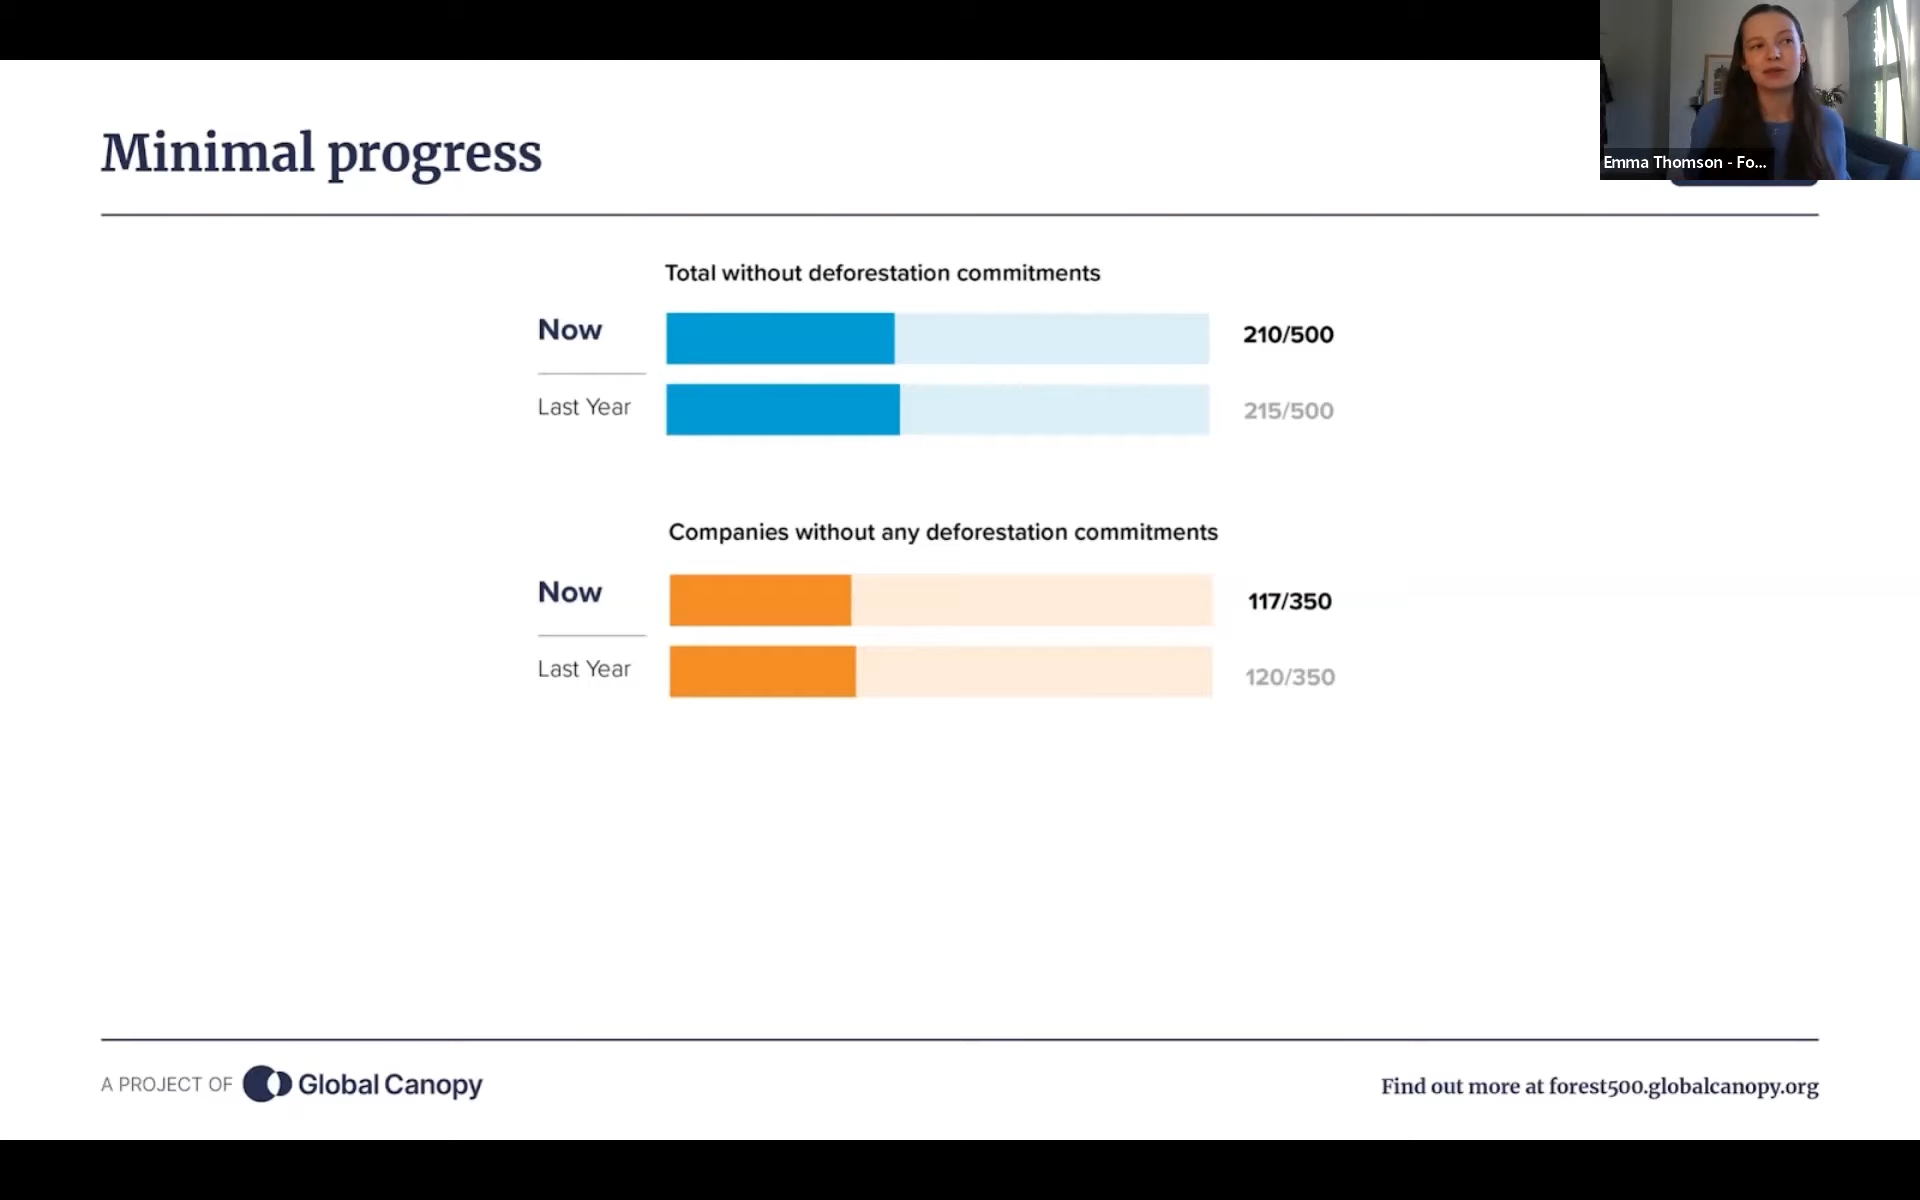 Minimal progress
Emma Thomson - Fo...
Total without deforestation commitments
Now
210/500
Last Year
215/500
Companies without any deforestation commitments
Now
117/350
Last Year
120/350
A PROJECT OF Global Canopy
Find out more at forest500.globalcanopy.org